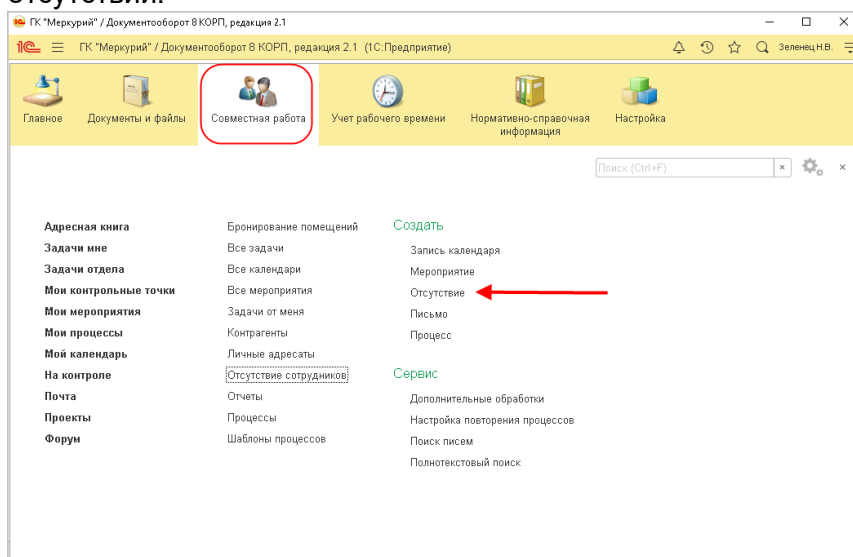 отсутствий.
ГК "Меркурий" / Документооборот 8 КОРП, редакция 2.1
ГК "Меркурий" / Документооборот 8 КОРП, редакция 2.1 (1С:Предприятие)
Зеленец Н.В.
Главное
Документы и файлы
Совместная работа
Учет рабочего времени
Нормативно-справочная
информация
Настройка
Поиск (Ctrl+F)
Адресная книга
Задачи мне
Задачи отдела
Мои контрольные точки
Мои мероприятия
Мои процессы
Мой календарь
На контроле
Почта
Проекты
Форум
Бронирование помещений
Все задачи
Все календари
Все мероприятия
Задачи от меня
Контрагенты
Личные адресаты
Отсутствие сотрудников
Отчеты
Процессы
Шаблоны процессов
Создать
Запись календаря
Мероприятие
Отсутствие
Письмо
Процесс
Сервис
Дополнительные обработки
Настройка повторения процессов
Поиск писем
Полнотекстовый поиск